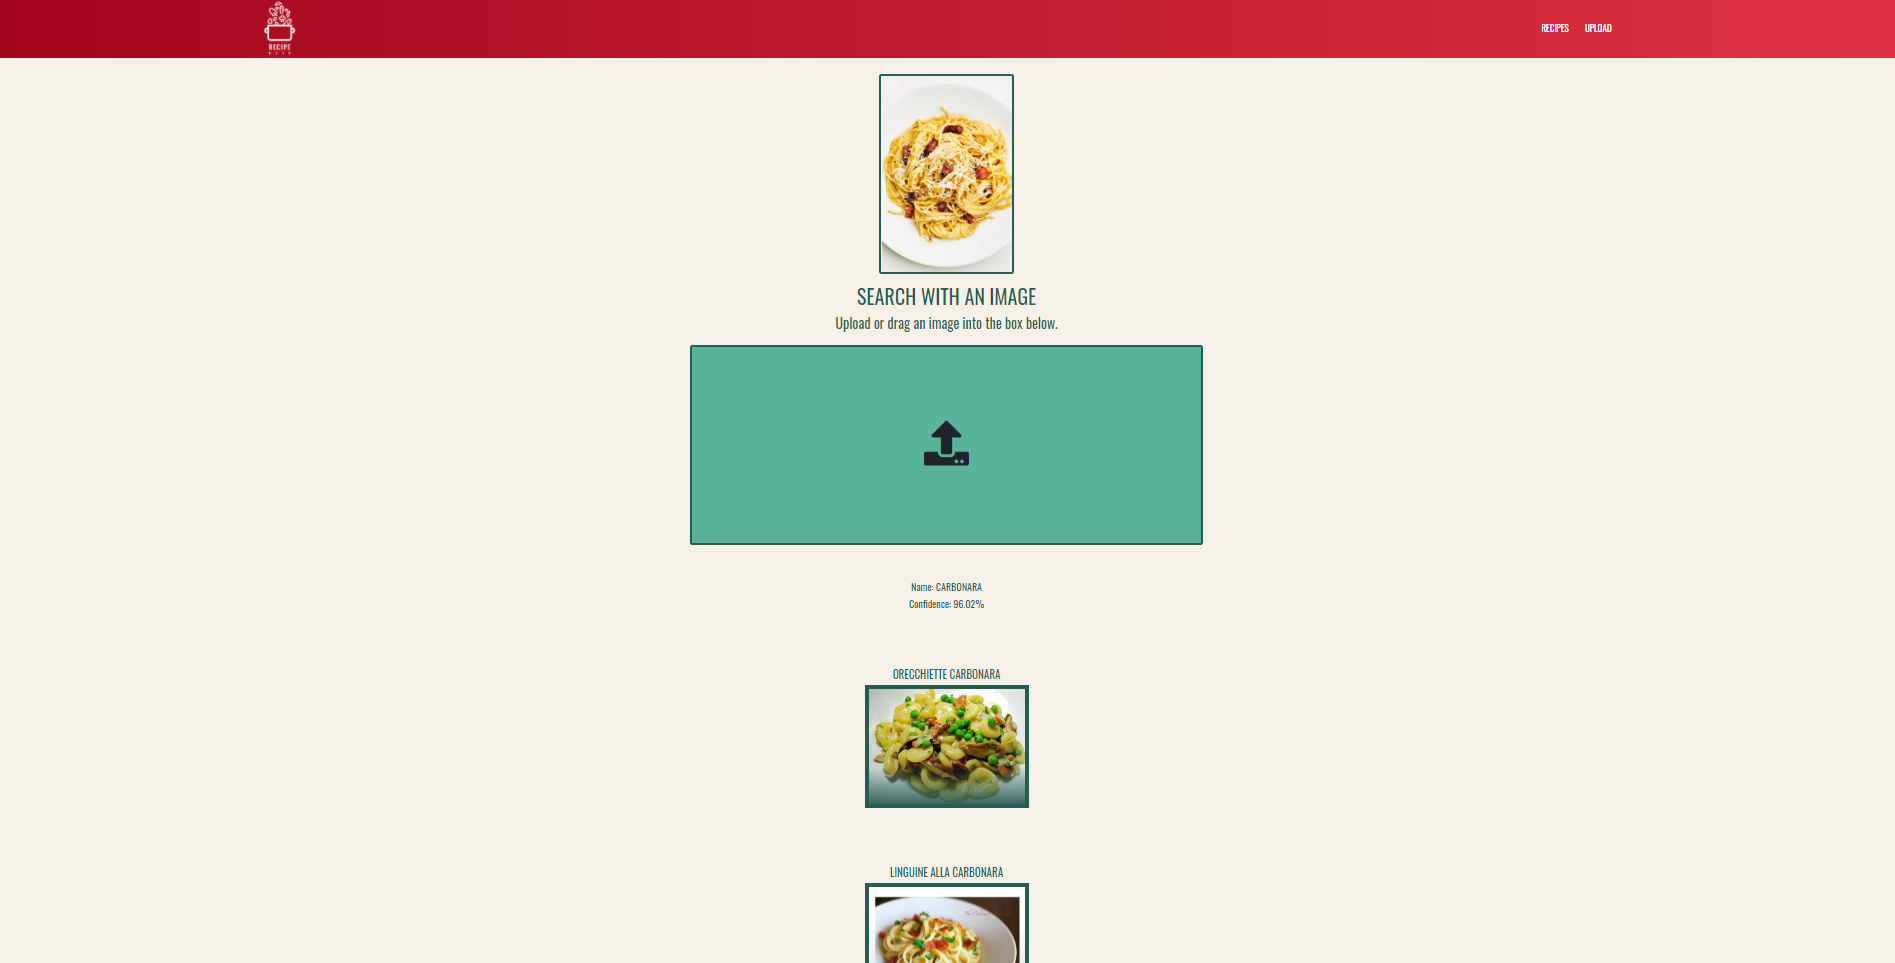 RECIPE
RECIPES
UPLOAD
SEARCH WITH AN IMAGE
Upload or drag an image into the box below.
Name: CARBONARA
Confidence: 96.02%
ORECCHIETTE CARBONARA
LINGUINE ALLA CARBONARA